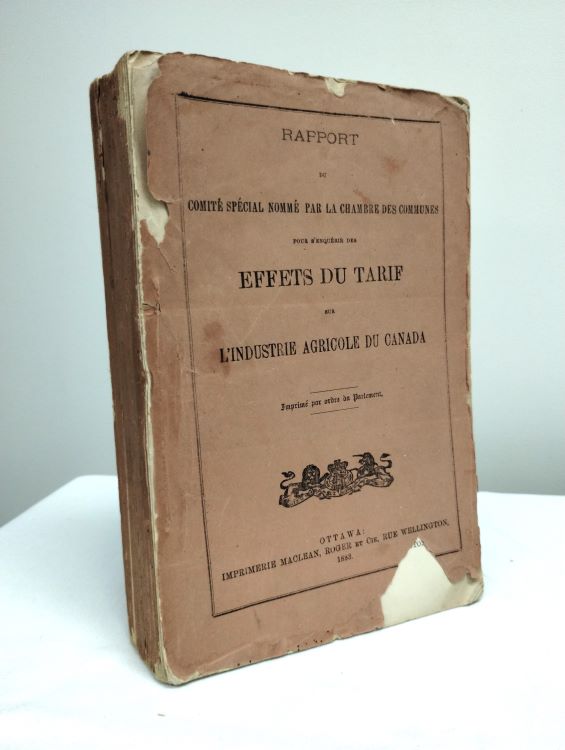 RAPPORT
DU
COMITÉ SPÉCIAL NOMMÉ PAR LA CHAMBRE DES COMMUNES
POUR S'ENQUÉRIR DES
EFFETS DU TARIF
SUR
L'INDUSTRIE AGRICOLE DU CANADA
Imprimé par ordre du Parlement,
OTTAWA:
IMPRIMERIE MACLEAN, ROGER ET CIE, RUE WELLINGTON,
1883.